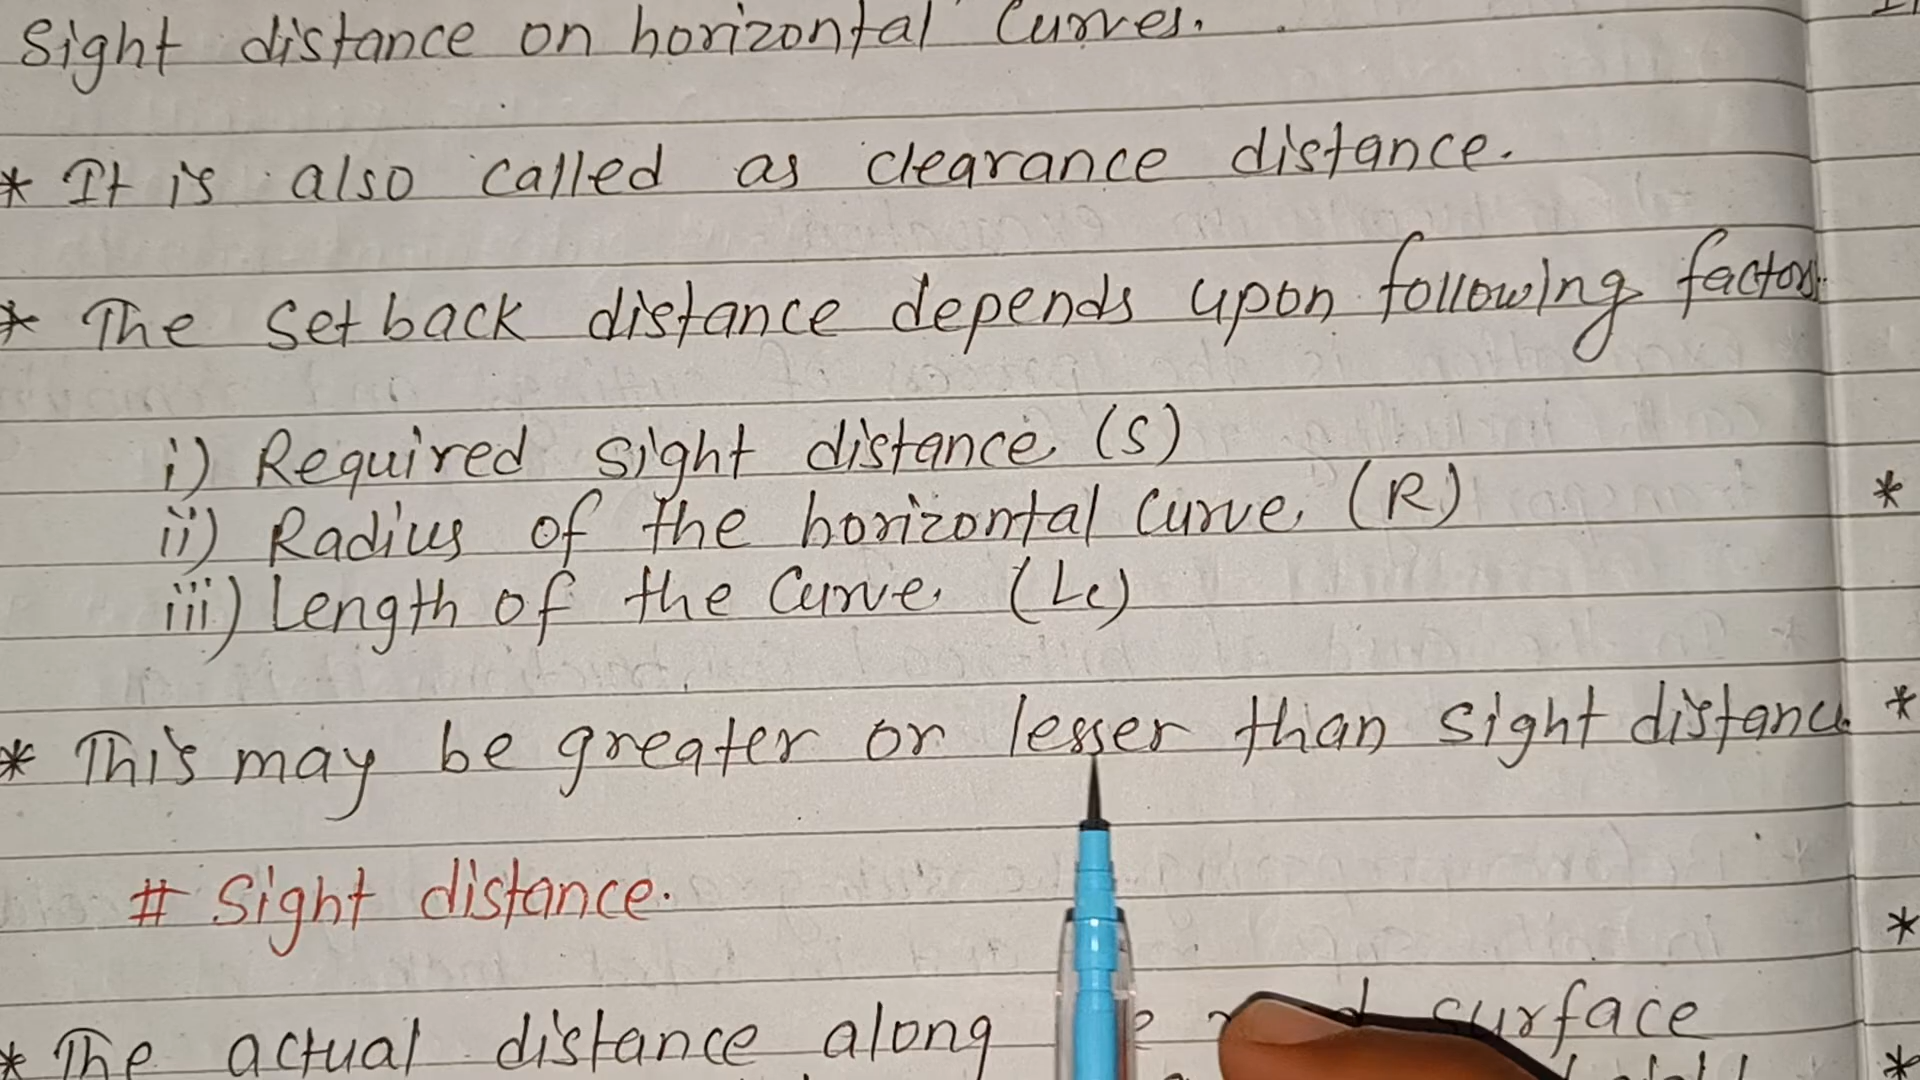 Sight distance on horizontal Curves.
* It is also called as clearance distance.
* The Set back distance depends upon following factors.
i) Required Sight distance. (S)
ii) Radius of the horizontal Curve. (R)
*
iii) Length of the Curve. (Lc)
* This may be greater or lesser than Sight distance.
*
# Sight distance.
*
* The actual distance along surface
*